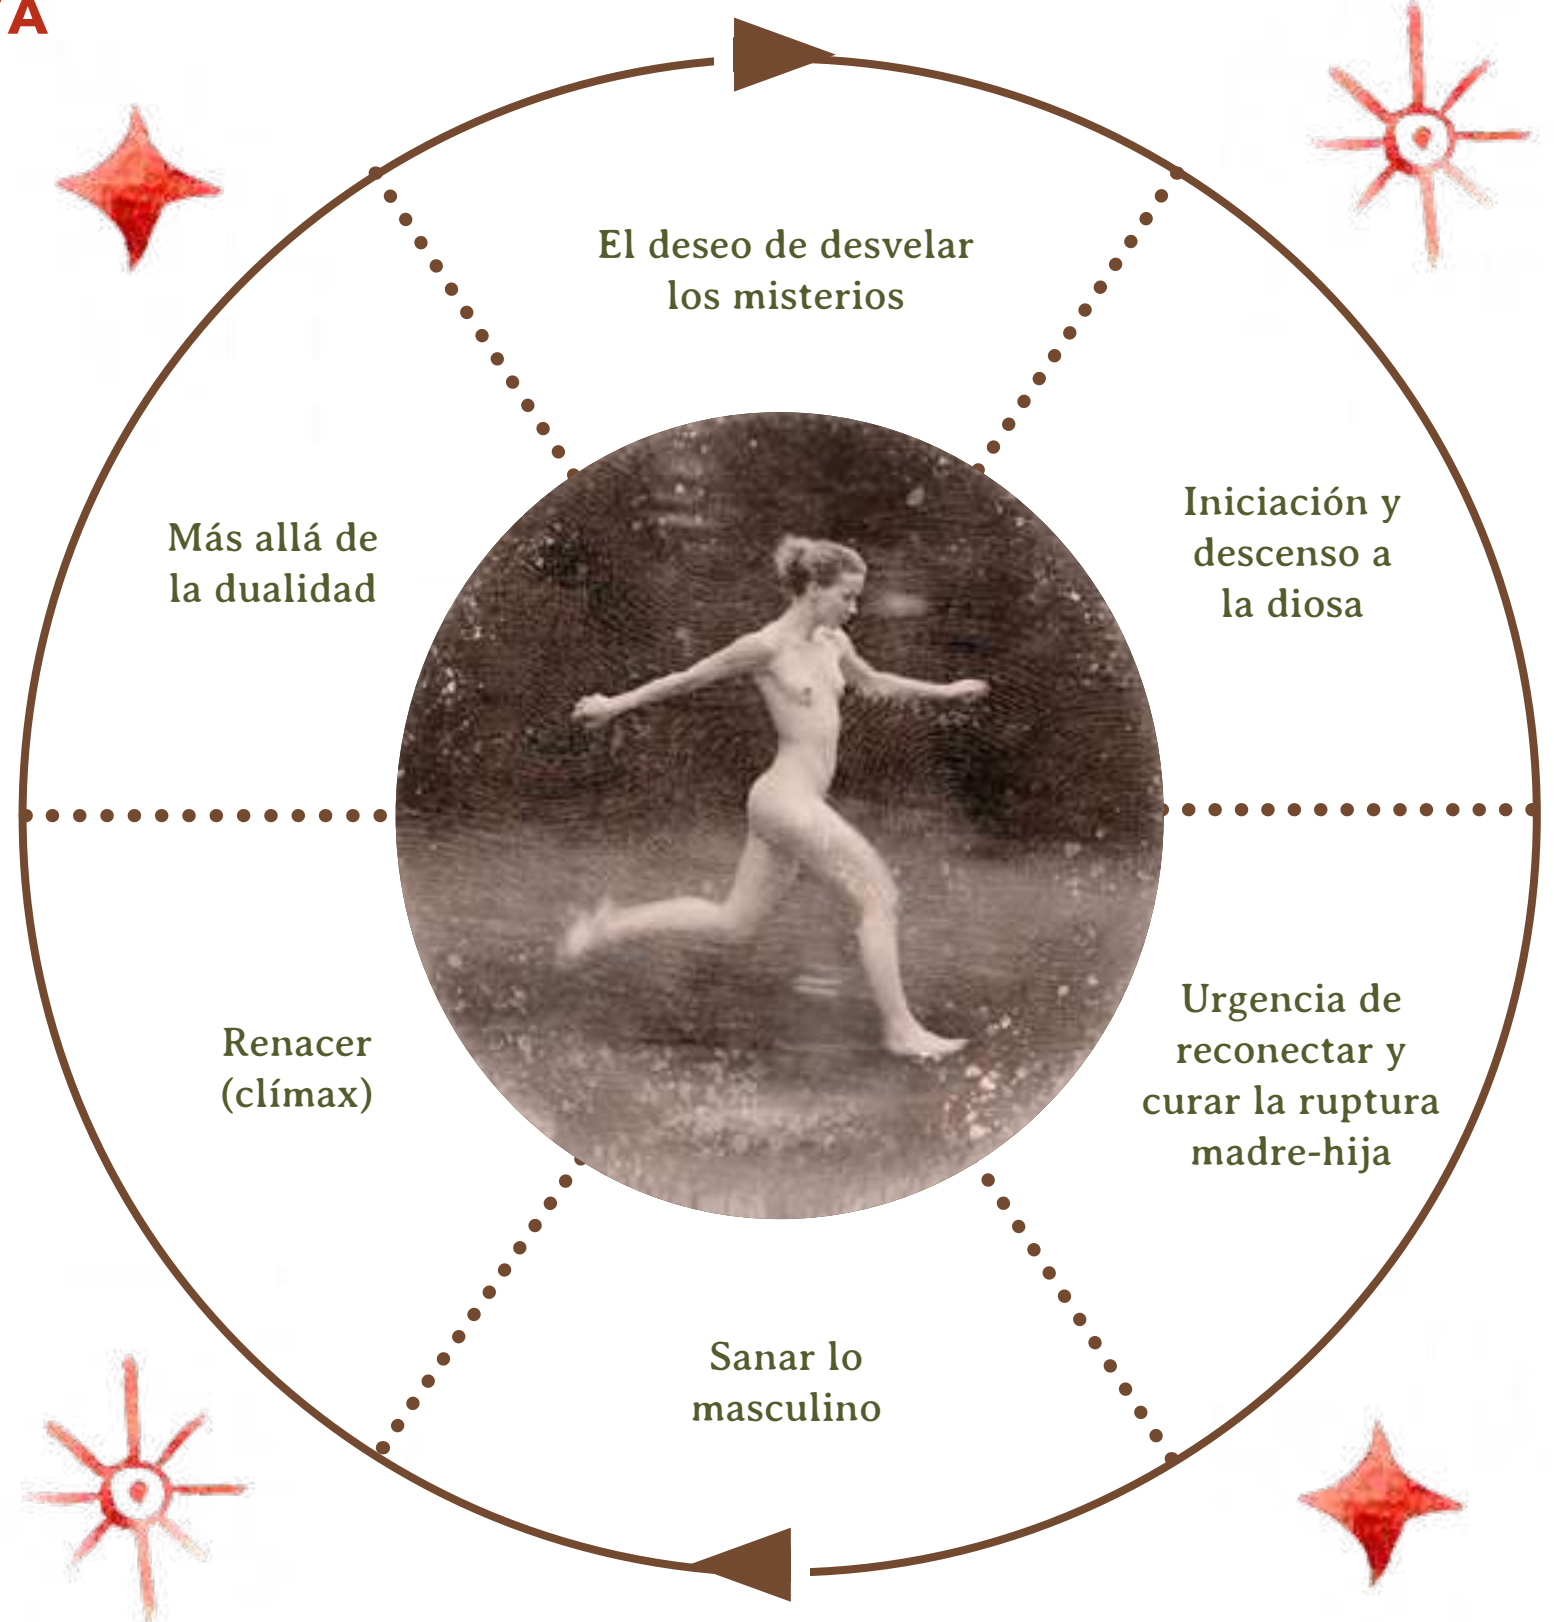 A
El deseo de desvelar
los misterios
Iniciación y
descenso a
la diosa
Urgencia de
reconectar y
curar la ruptura
madre-hija
Sanar lo
masculino
Renacer
(clímax)
Más allá de
la dualidad